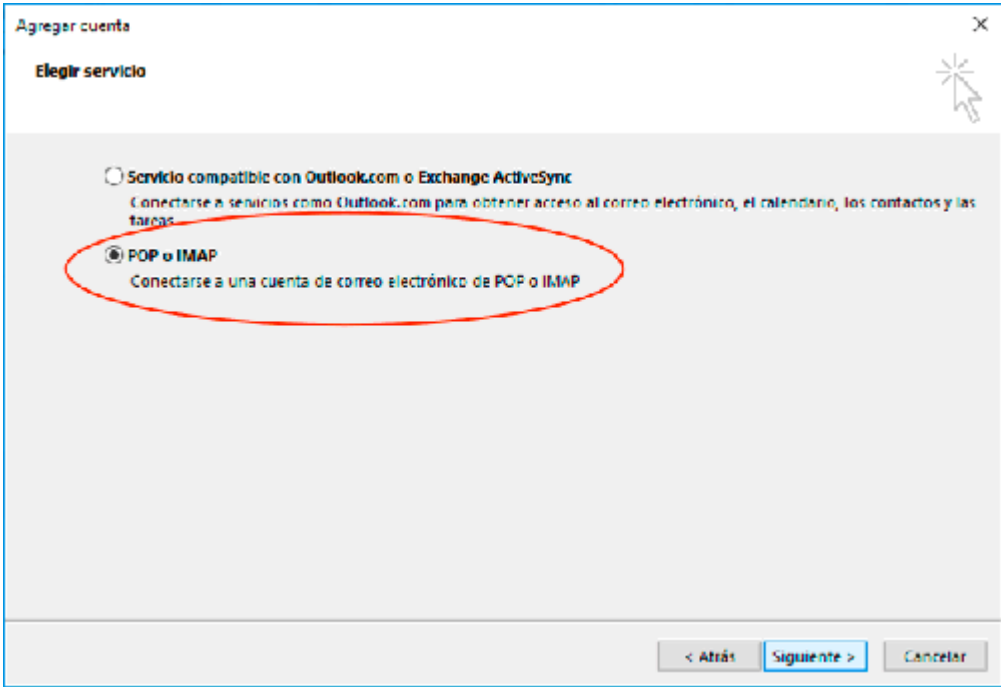 Agregar cuenta
Elegir servicio
Servicio compatible con Outlook.com o Exchange ActiveSync
Conectarse a servicios como Outlook.com para obtener acceso al correo electrónico, el calendario, los contactos y las
tareas
POP o IMAP
Conectarse a una cuenta de correo electrónico de POP o IMAP
< Atrás Siguiente > Cancelar